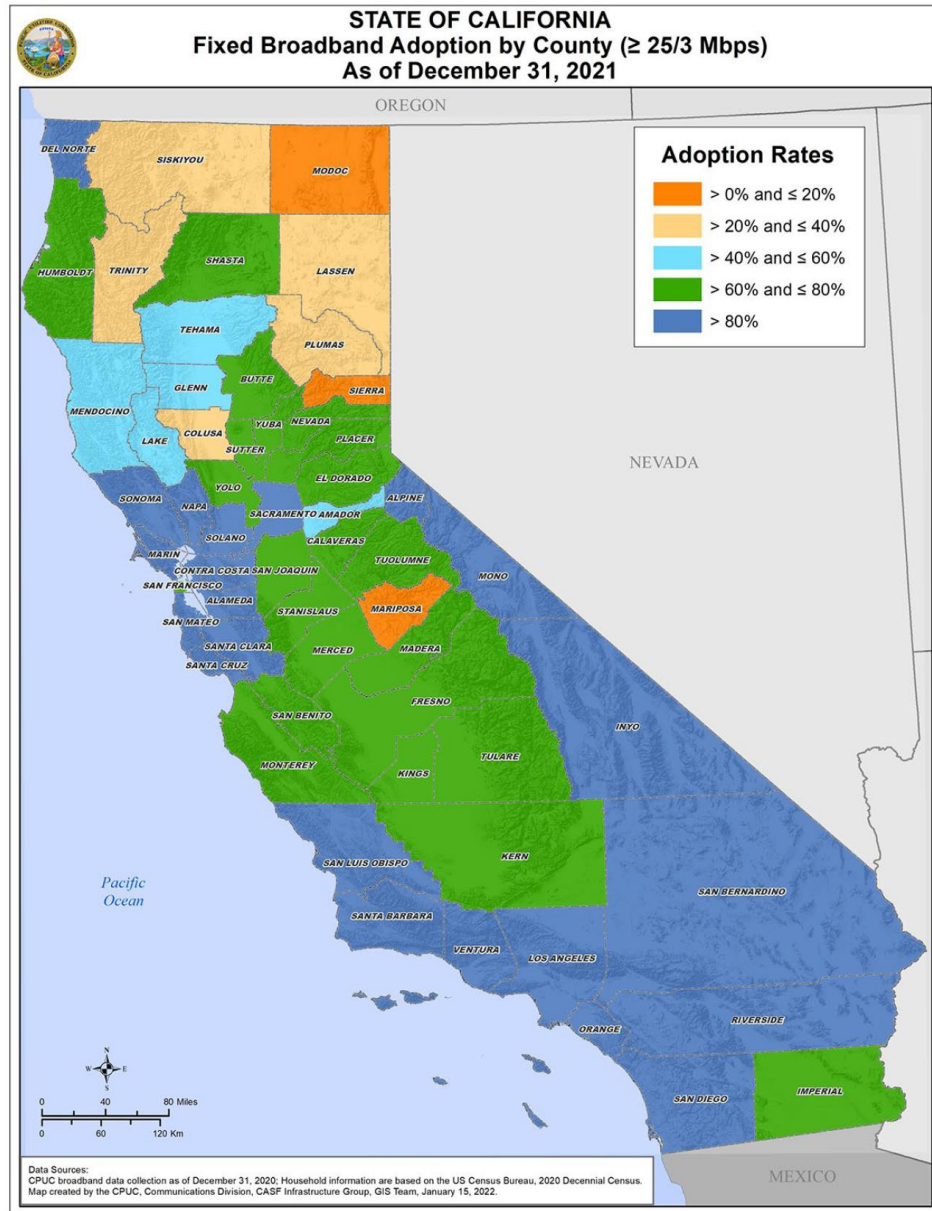 STATE OF CALIFORNIA
Fixed Broadband Adoption by County (≥ 25/3 Mbps)
As of December 31, 2021
OREGON
Adoption Rates
> 0% and ≤ 20%
> 20% and ≤ 40%
> 40% and ≤ 60%
> 60% and ≤ 80%
> 80%
DEL NORTE
SISKIYOU
MODOC
HUMBOLDT
TRINITY
SHASTA
LASSEN
TEHAMA
PLUMAS
GLENN
BUTTE
SIERRA
MENDOCINO
LAKE
COLUSA
SUTTER
YUBA
NEVADA
PLACER
NEVADA
YOLO
EL DORADO
SONOMA
NAPA
SACRAMENTO
AMADOR
ALPINE
SOLANO
CALAVERAS
MARIN
CONTRA COSTA
SAN JOAQUIN
TUOLUMNE
MONO
SAN FRANCISCO
ALAMEDA
STANISLAUS
MARIPOSA
SAN MATEO
SANTA CLARA
MERCED
MADERA
SANTA CRUZ
FRESNO
SAN BENITO
INYO
MONTEREY
KINGS
TULARE
SAN LUIS OBISPO
KERN
Pacific
Ocean
SAN BERNARDINO
SANTA BARBARA
VENTURA
LOS ANGELES
ORANGE
RIVERSIDE
SAN DIEGO
IMPERIAL
N
W E
S
0 40 80 Miles
0 60 120 Km
Data Sources:
CPUC broadband data collection as of December 31, 2020; Household information are based on the US Census Bureau, 2020 Decennial Census.
Map created by the CPUC, Communications Division, CASF Infrastructure Group, GIS Team, January 15, 2022.
MEXICO